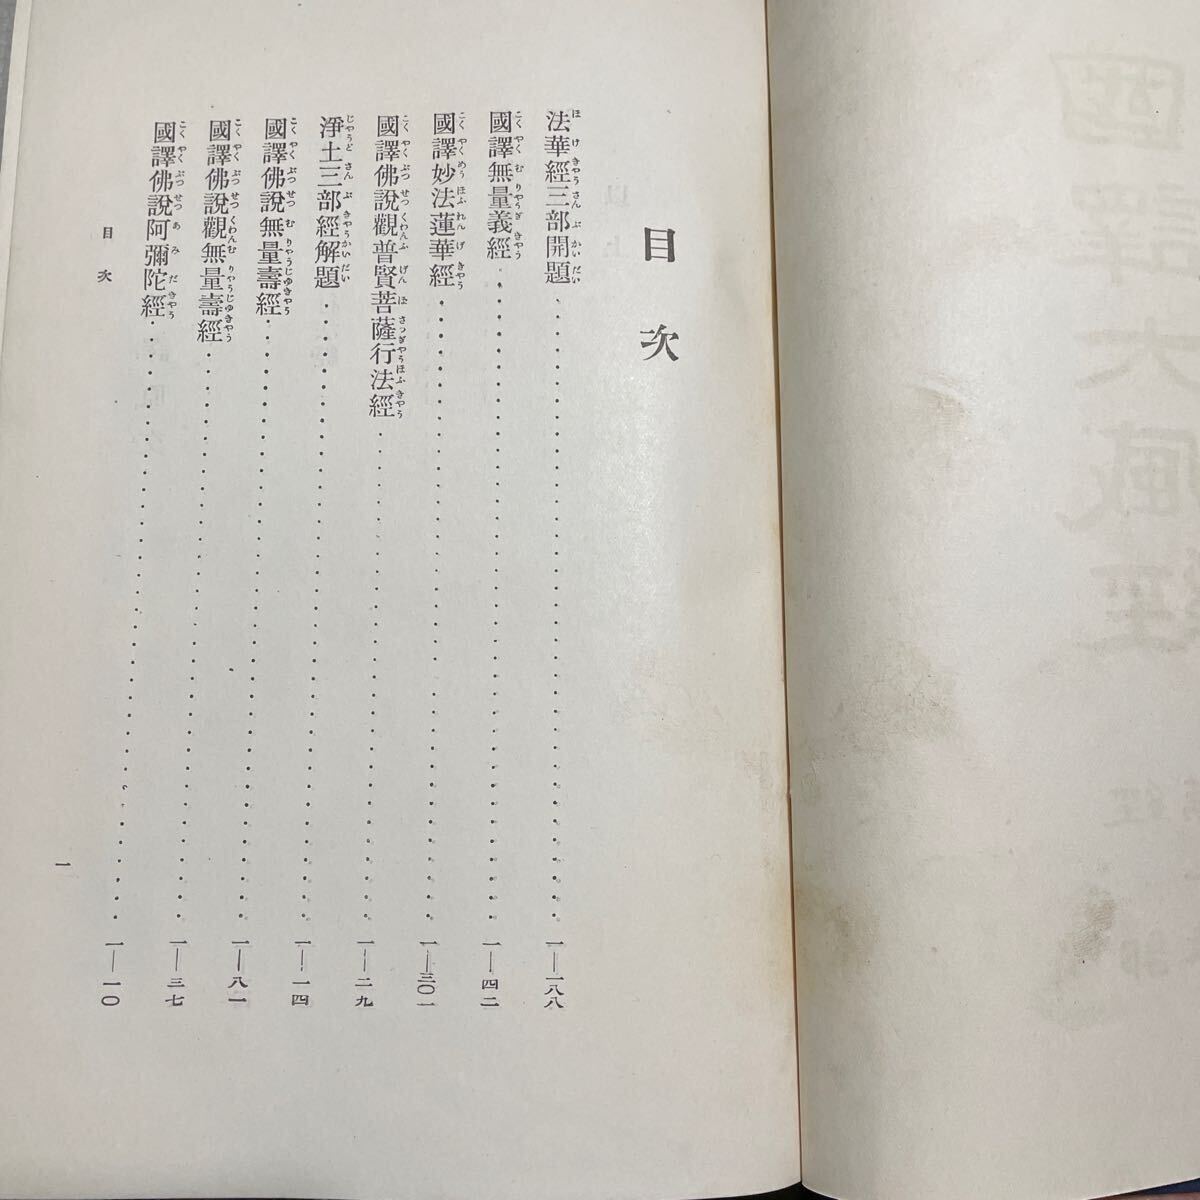 目次
法華經三部開題 一―一八八
國譯無量義經 一―四二
國譯妙法蓮華經 一―三〇一
國譯佛說觀普賢菩薩行法經 一―二九
淨土三部經解題 一―一四
國譯佛說無量壽經 一―八一
國譯佛說觀無量壽經 一―三七
國譯佛說阿彌陀經 一―一〇
目次
一